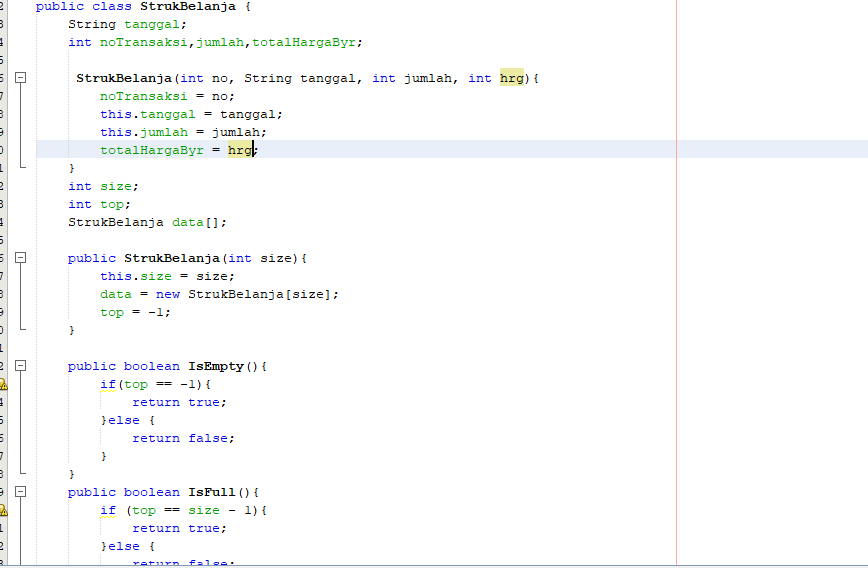 public class StrukBelanja {
    String tanggal;
    int noTransaksi,jumlah,totalHargaByr;

     StrukBelanja(int no, String tanggal, int jumlah, int hrg){
        noTransaksi = no;
        this.tanggal = tanggal;
        this.jumlah = jumlah;
        totalHargaByr = hrg;
    }
    int size;
    int top;
    StrukBelanja data[];

    public StrukBelanja(int size){
        this.size = size;
        data = new StrukBelanja[size];
        top = -1;
    }

    public boolean IsEmpty(){
        if(top == -1){
            return true;
        }else {
            return false;
        }
    }
    public boolean IsFull(){
        if (top == size - 1){
            return true;
        }else {
            return false;